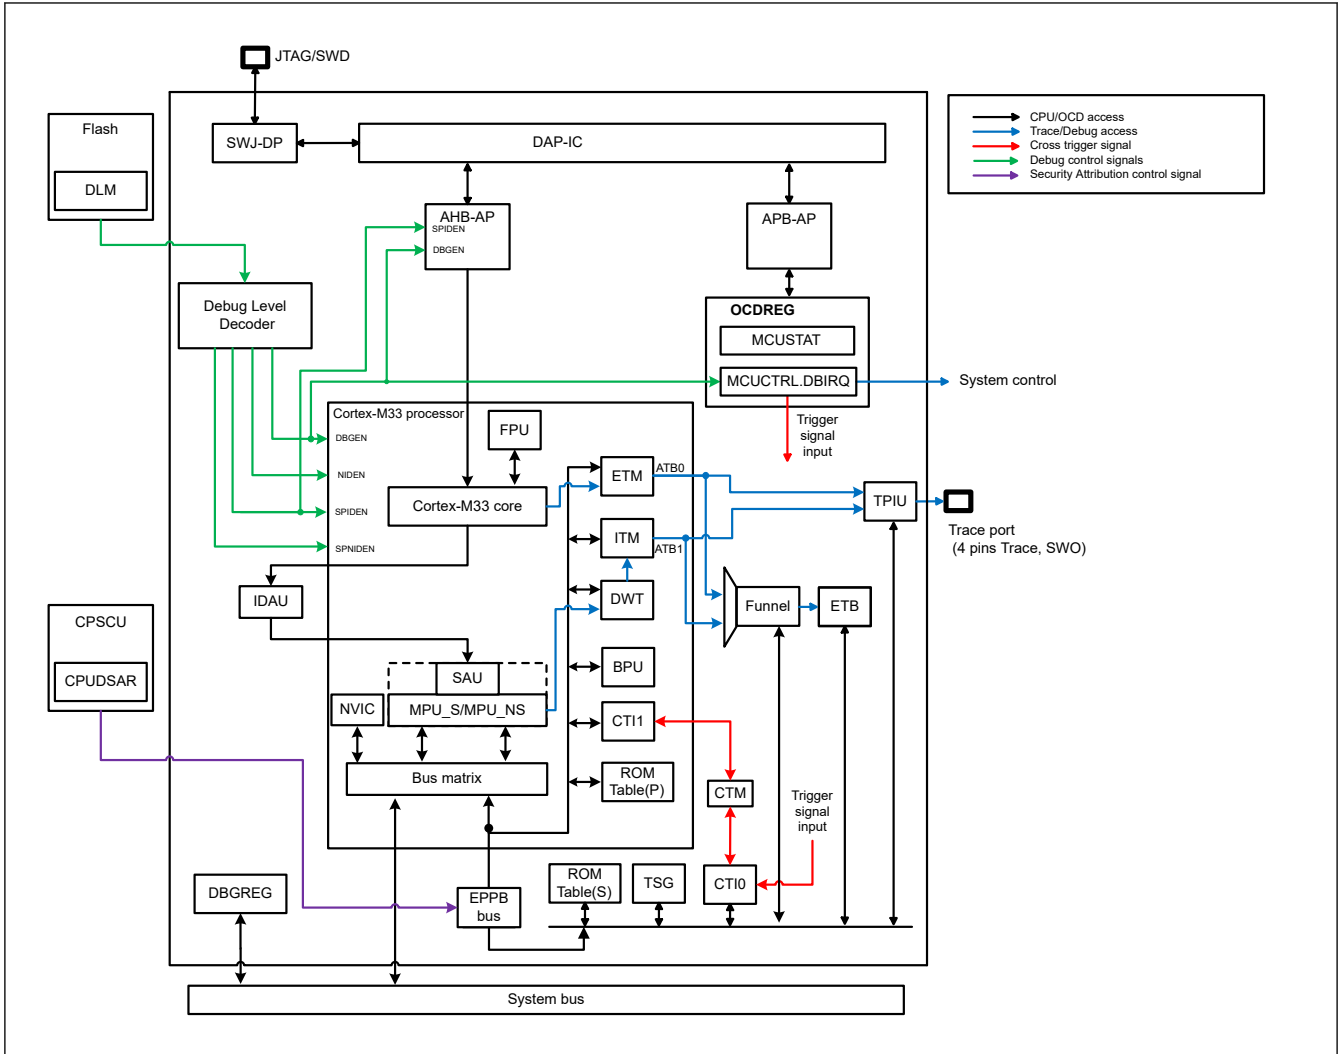 JTAG/SWD
Flash
DLM
SWJ-DP
DAP-IC
CPU/OCD access
Trace/Debug access
Cross trigger signal
Debug control signals
Security Attribution control signal
AHB-AP
SPIDEN
DBGEN
APB-AP
Debug Level
Decoder
OCDREG
MCUSTAT
MCUCTRL.DBIRQ
System control
Trigger
signal
input
Cortex-M33 processor
DBGEN
NIDEN
SPIDEN
SPNIDEN
FPU
Cortex-M33 core
ETM
ATB0
ITM
ATB1
DWT
TPIU
Trace port
(4 pins Trace, SWO)
Funnel
ETB
IDAU
CPSCU
CPUDSAR
SAU
MPU_S/MPU_NS
NVIC
Bus matrix
BPU
CTI1
ROM
Table(P)
CTM
Trigger
signal
input
DBGREG
EPPB
bus
ROM
Table(S)
TSG
CTI0
System bus